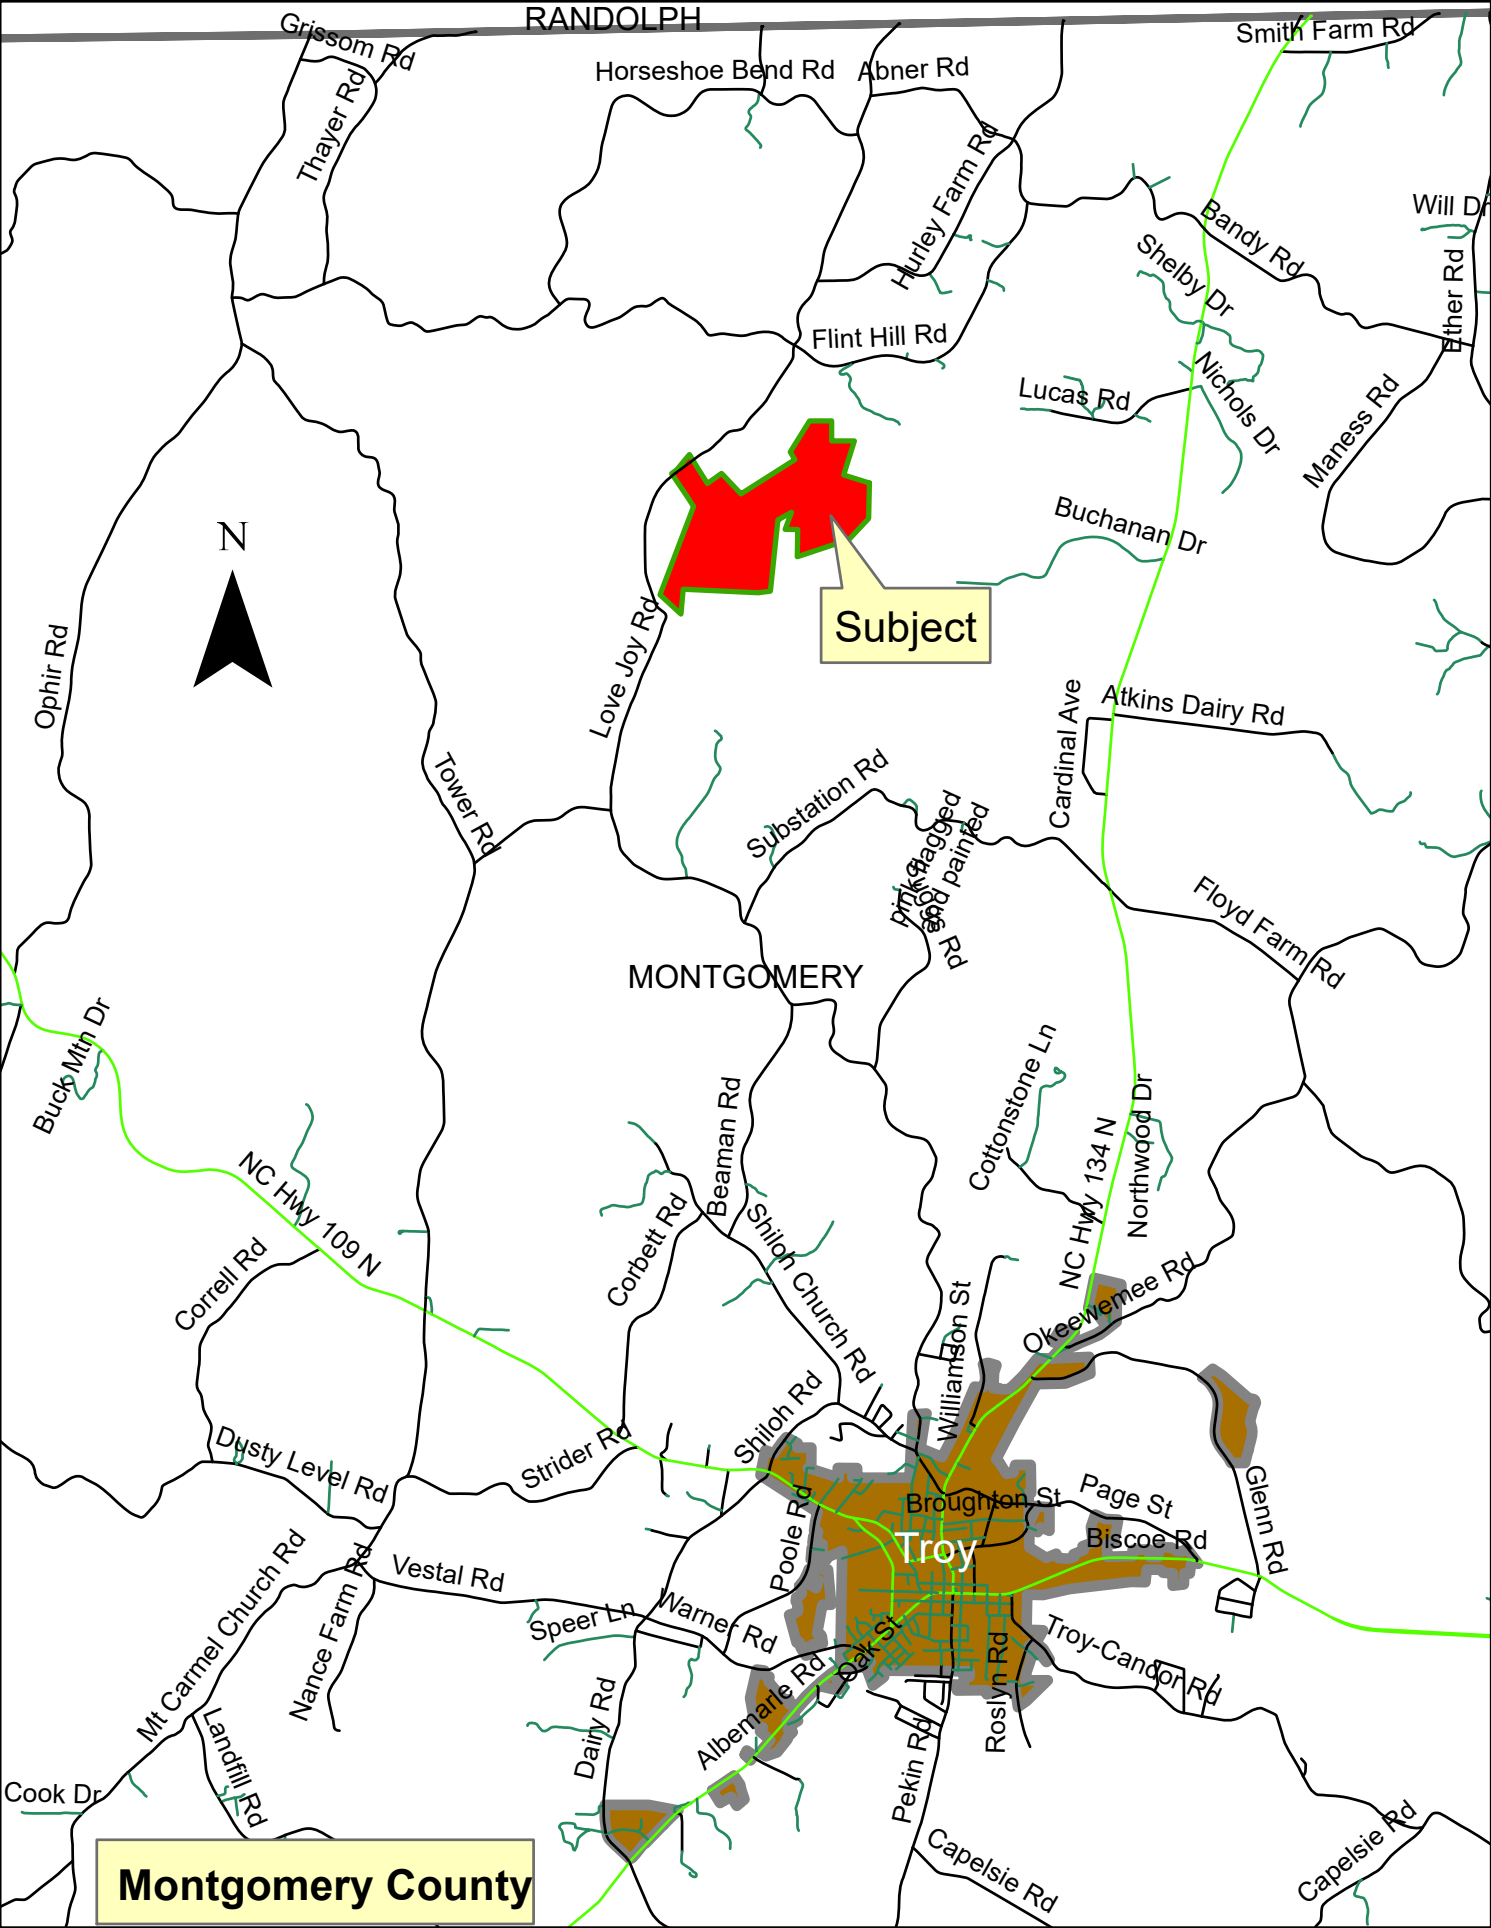 RANDOLPH
Grissom Rd
Smith Farm Rd
Horseshoe Bend Rd
Abner Rd
Thayer Rd
Hurley Farm Rd
Will Dr
Bandy Rd
Shelby Dr
Ether Rd
Flint Hill Rd
Lucas Rd
Nichols Dr
Maness Rd
N
Buchanan Dr
Subject
Ophir Rd
Love Joy Rd
Cardinal Ave
Atkins Dairy Rd
Tower Rd
Substation Rd
pink flagged
and painted
Rd
Floyd Farm Rd
MONTGOMERY
Buck Mtn Dr
Cottonstone Ln
Beaman Rd
Northwood Dr
NC Hwy 134 N
NC Hwy 109 N
Corbett Rd
Shiloh Church Rd
Correll Rd
Okeewemee Rd
Williamson St
Shiloh Rd
Dusty Level Rd
Strider Rd
Glenn Rd
Page St
Broughton St
Poole Rd
Biscoe Rd
Troy
Mt Carmel Church Rd
Nance Farm Rd
Vestal Rd
Speer Ln
Warner Rd
Oak St
Troy-Candor Rd
Roslyn Rd
Albemarle Rd
Dairy Rd
Landfill Rd
Pekin Rd
Cook Dr
Capelsie Rd
Capelsie Rd
Montgomery County